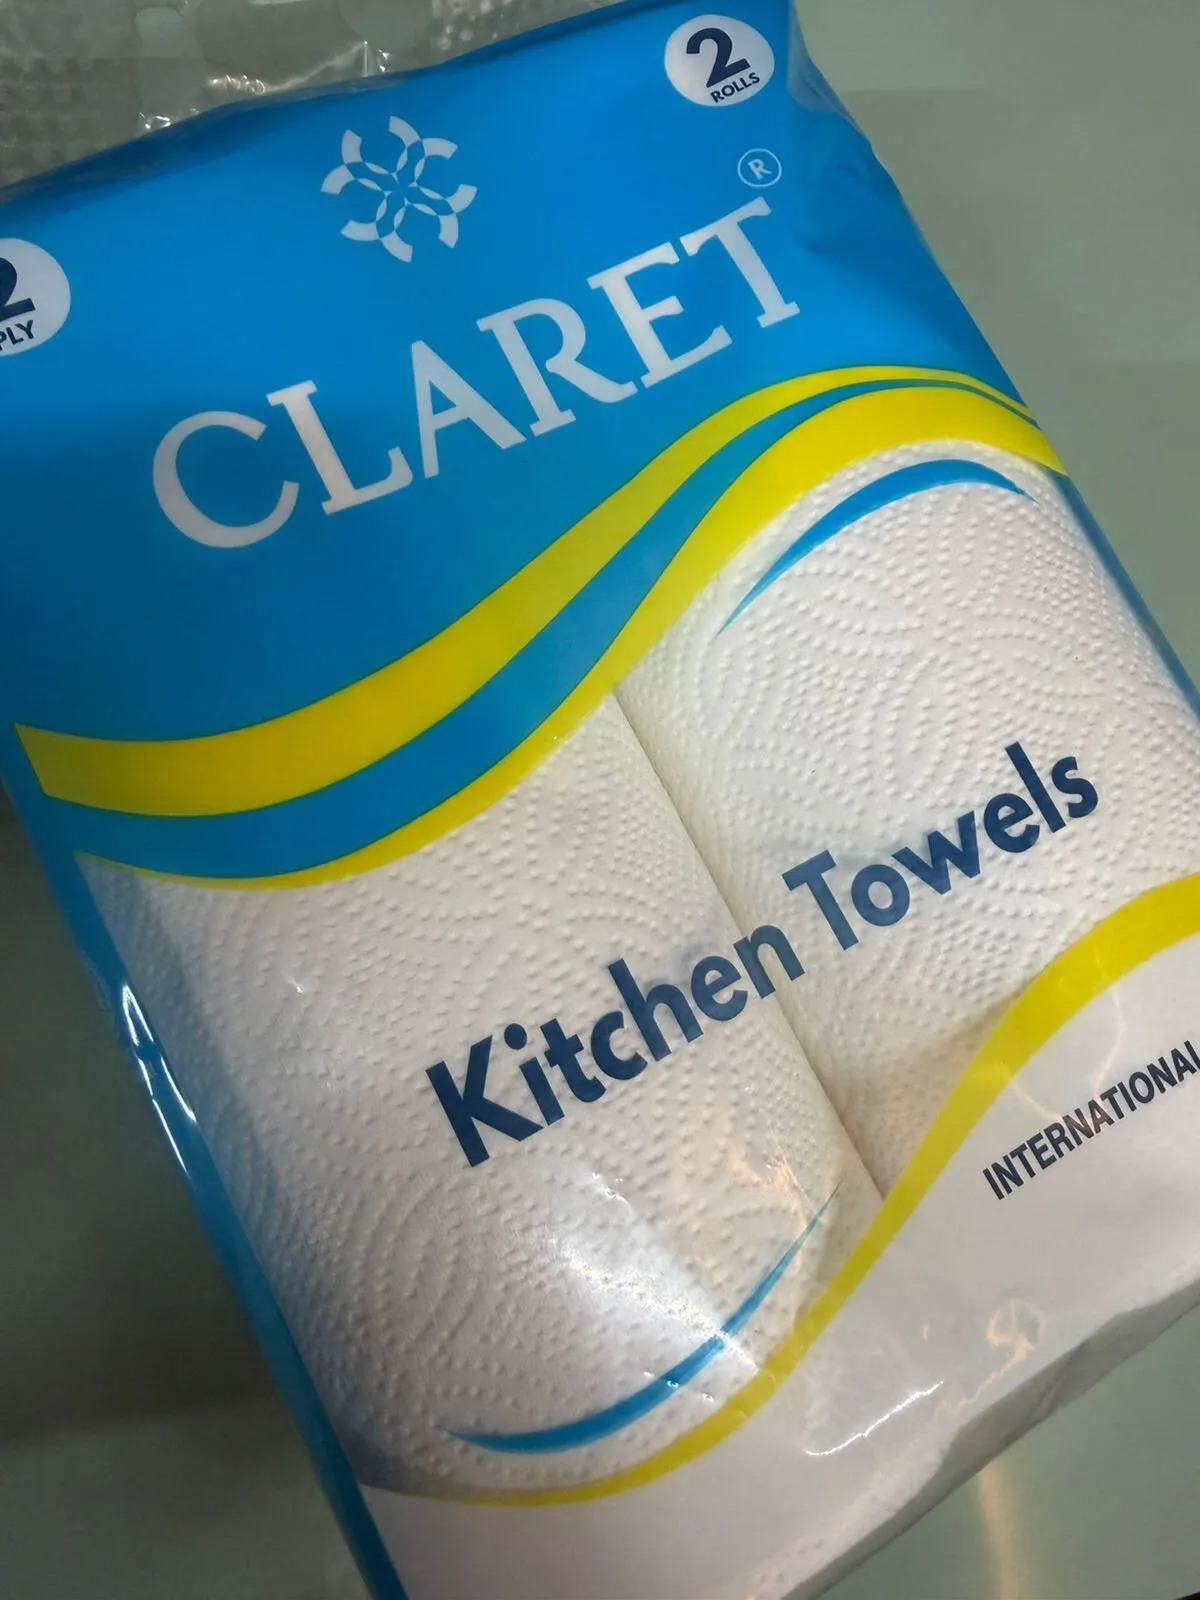 2
ROLLS
2
PLY
CLARET®
Kitchen Towels
INTERNATIONAL